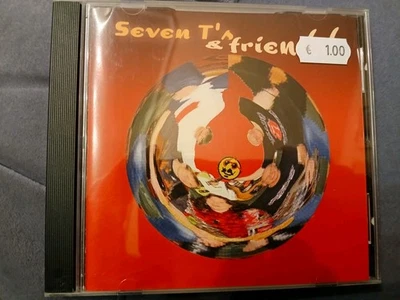 Seven T's
& friends
€ 1.00